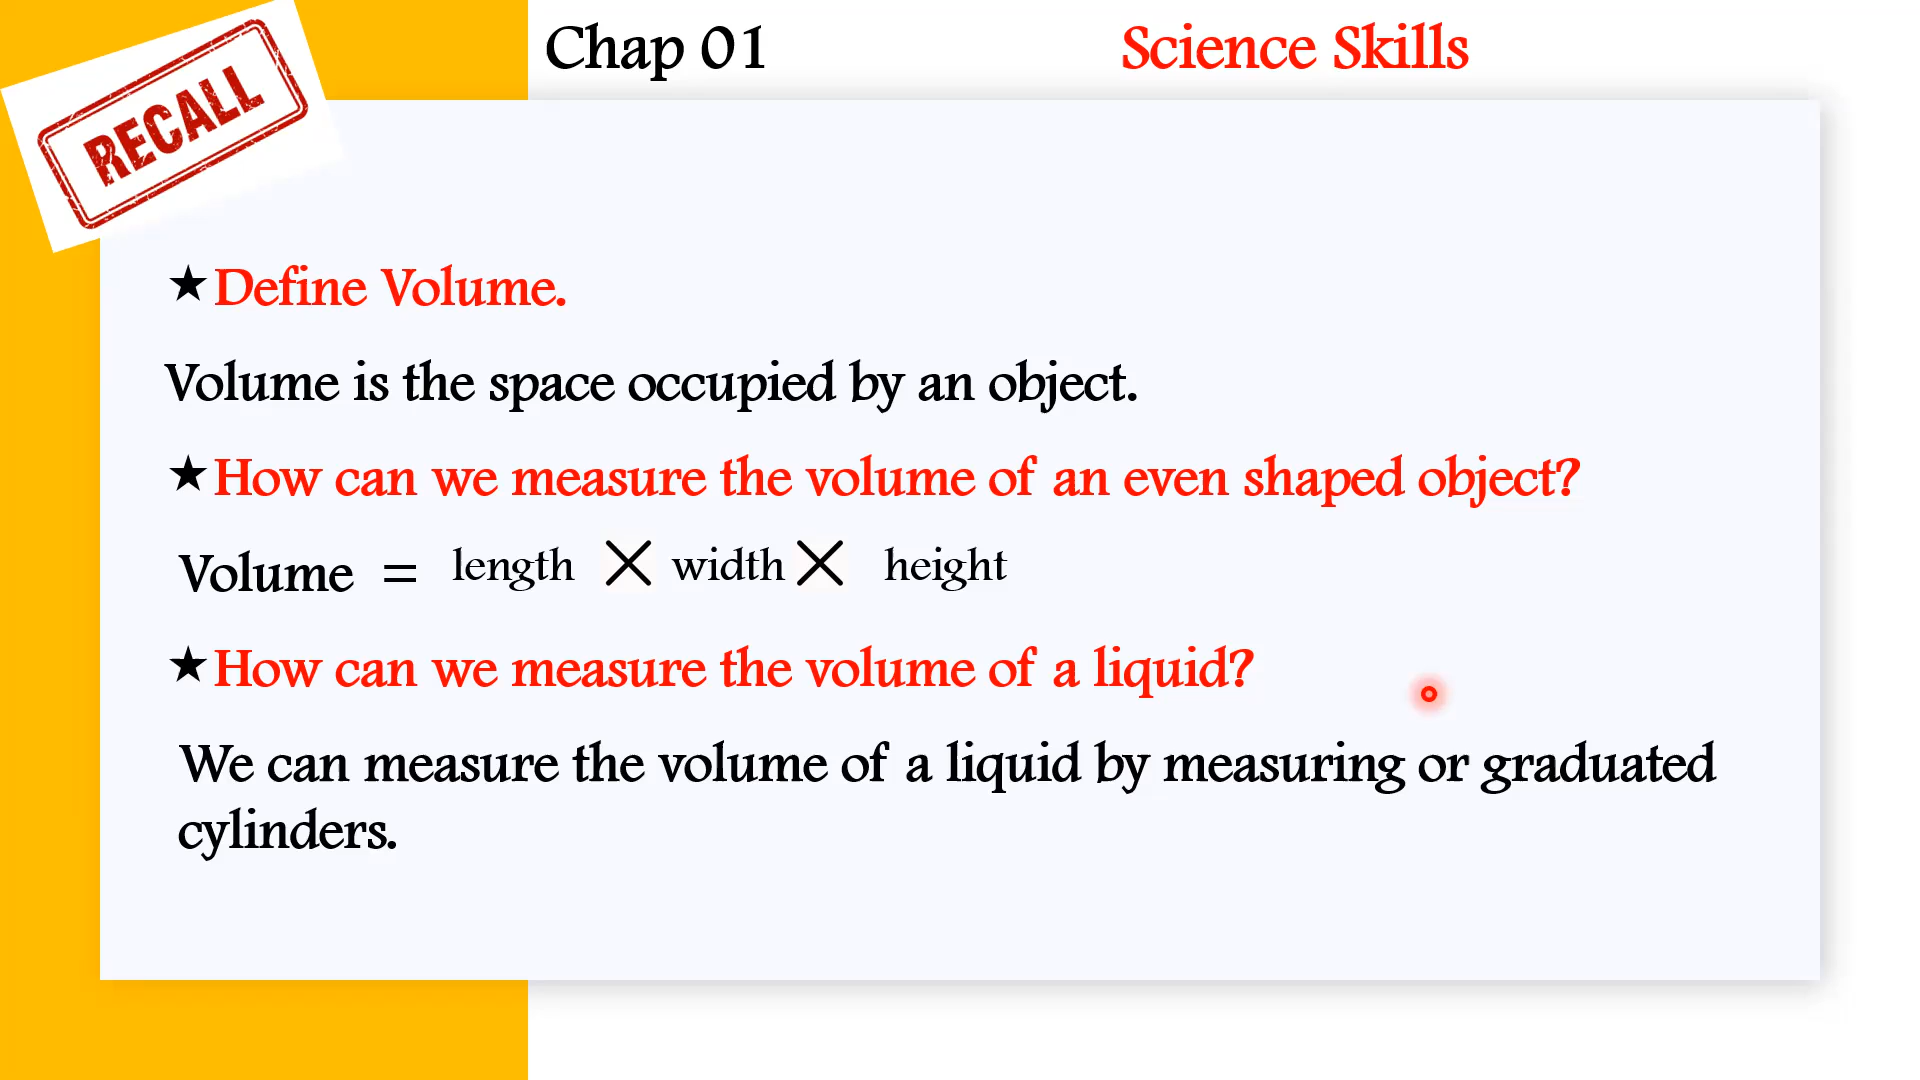 Chap 01 Science Skills
RECALL
★Define Volume.
Volume is the space occupied by an object.
★How can we measure the volume of an even shaped object?
Volume = length × width × height
★How can we measure the volume of a liquid?
We can measure the volume of a liquid by measuring or graduated
cylinders.